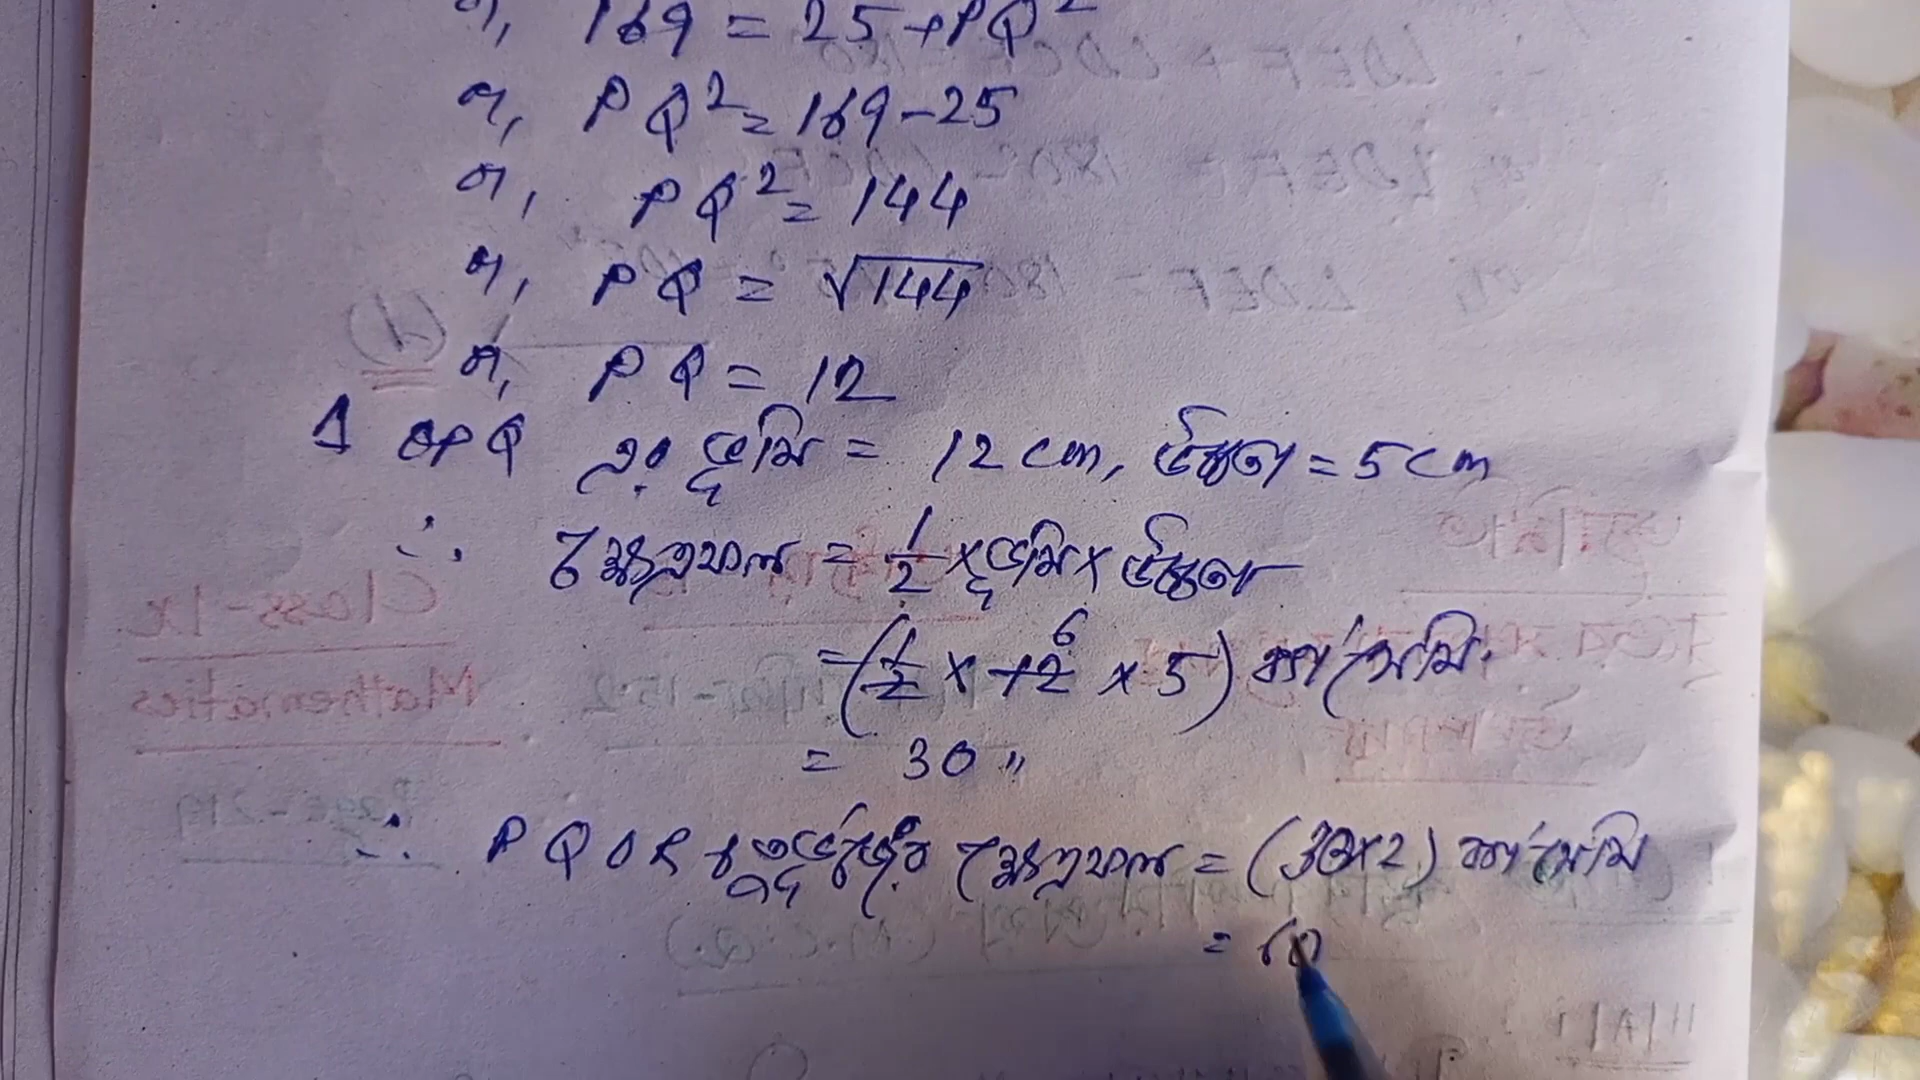 বা, 169 = 25 + PQ²
বা, PQ² = 169 - 25
বা, PQ² = 144
বা, PQ = √144
বা, PQ = 12
Δ OPQ এর ভূমি = 12 cm, উচ্চতা = 5 cm
∴ ক্ষেত্রফল = 1/2 × ভূমি × উচ্চতা
= (1/2 × 12 6 × 5) বর্গ সেমি.
= 30 "
∴ PQOR চতুর্ভুজের ক্ষেত্রফল = (30×2) বর্গ সেমি
= 60